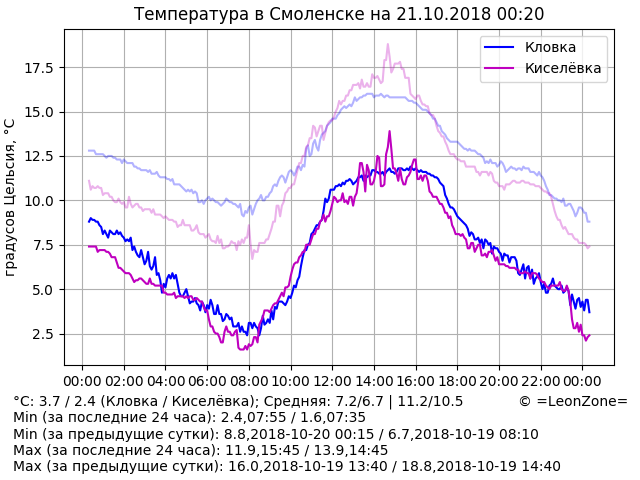 Температура в Смоленске на 21.10.2018 00:20
Кловка
Киселёвка
градусов Цельсия, °C
17.5
15.0
12.5
10.0
7.5
5.0
2.5
00:00 02:00 04:00 06:00 08:00 10:00 12:00 14:00 16:00 18:00 20:00 22:00 00:00
°C: 3.7 / 2.4 (Кловка / Киселёвка); Средняя: 7.2/6.7 | 11.2/10.5 © =LeonZone=
Min (за последние 24 часа): 2.4,07:55 / 1.6,07:35
Min (за предыдущие сутки): 8.8,2018-10-20 00:15 / 6.7,2018-10-19 08:10
Max (за последние 24 часа): 11.9,15:45 / 13.9,14:45
Max (за предыдущие сутки): 16.0,2018-10-19 13:40 / 18.8,2018-10-19 14:40